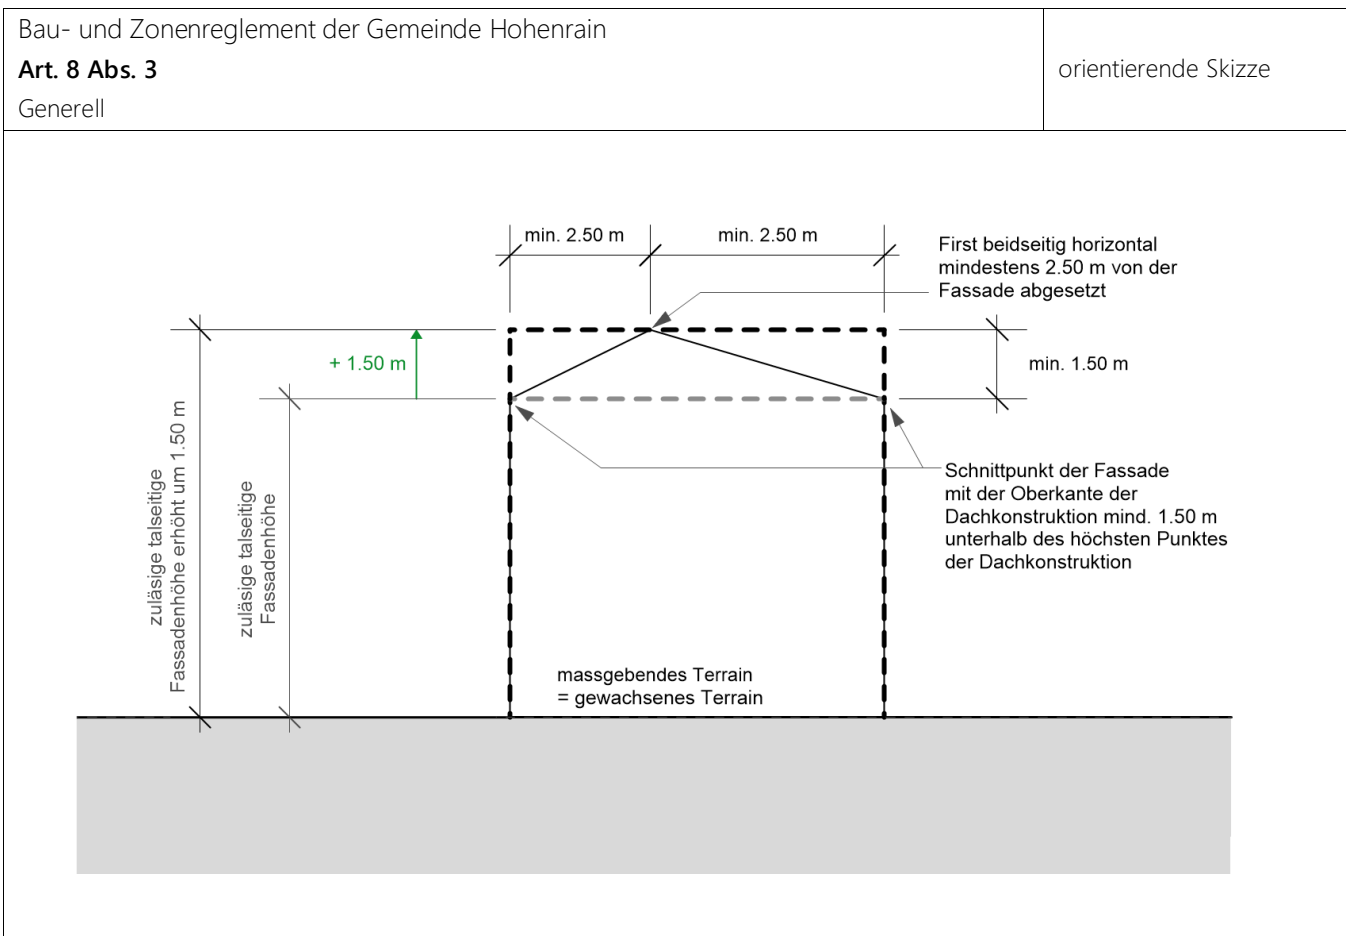 Bau- und Zonenreglement der Gemeinde Hohenrain
Art. 8 Abs. 3
Generell
orientierende Skizze
min. 2.50 m
min. 2.50 m
First beidseitig horizontal
mindestens 2.50 m von der
Fassade abgesetzt
+ 1.50 m
min. 1.50 m
zuläsige talseitige
Fassadenhöhe erhöht um 1.50 m
zuläsige talseitige
Fassadenhöhe
Schnittpunkt der Fassade
mit der Oberkante der
Dachkonstruktion mind. 1.50 m
unterhalb des höchsten Punktes
der Dachkonstruktion
massgebendes Terrain
= gewachsenes Terrain